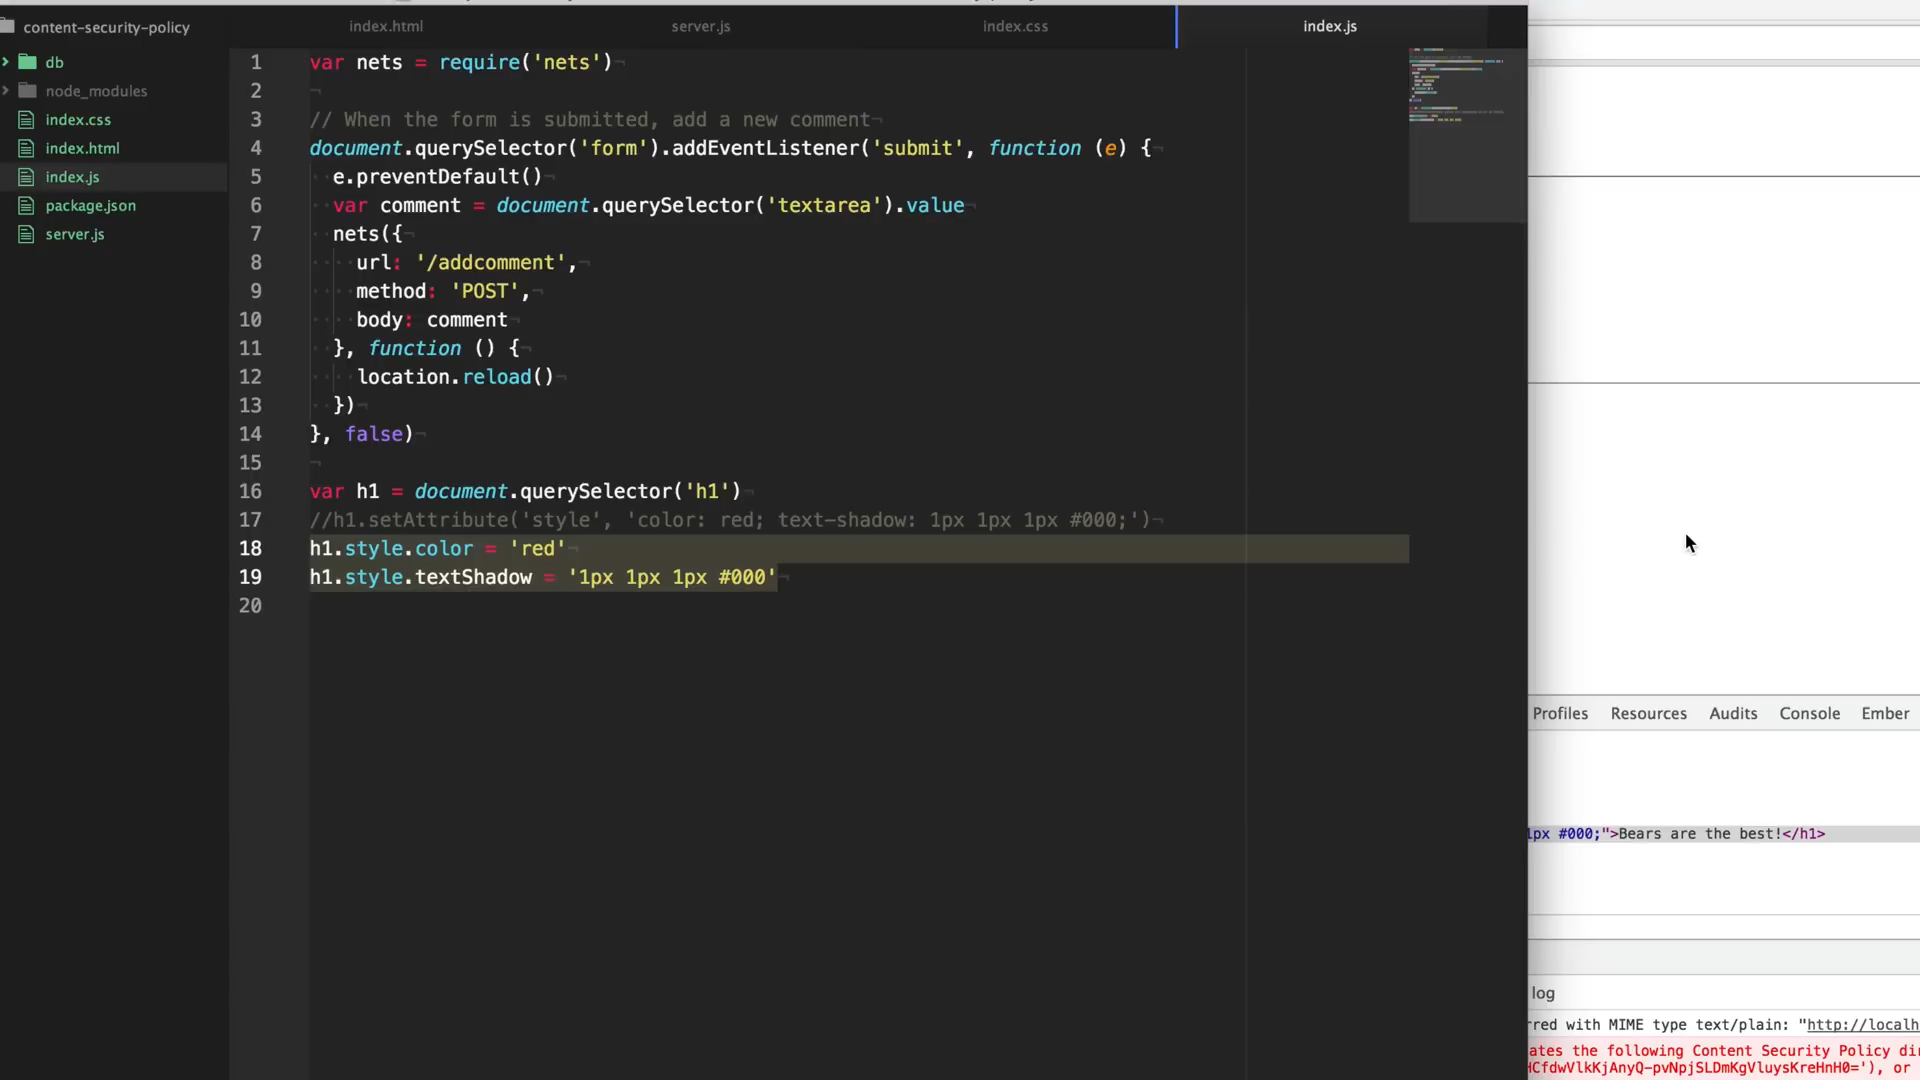 content-security-policy
db
node_modules
index.css
index.html
index.js
package.json
server.js
index.html
server.js
index.css
index.js
1 var nets = require('nets')
2
3 // When the form is submitted, add a new comment
4 document.querySelector('form').addEventListener('submit', function (e) {
5 e.preventDefault()
6 var comment = document.querySelector('textarea').value
7 nets({
8 url: '/addcomment',
9 method: 'POST',
10 body: comment
11 }, function () {
12 location.reload()
13 })
14 }, false)
15
16 var h1 = document.querySelector('h1')
17 //h1.setAttribute('style', 'color: red; text-shadow: 1px 1px 1px #000;')
18 h1.style.color = 'red'
19 h1.style.textShadow = '1px 1px 1px #000'
20
Profiles Resources Audits Console Ember
1px #000;">Bears are the best!</h1>
log
rred with MIME type text/plain: "http://localh
ates the following Content Security Policy di
HCfdwVlkKjAnyQ-pvNpjSLDmKgVluysKreHnH0='), or